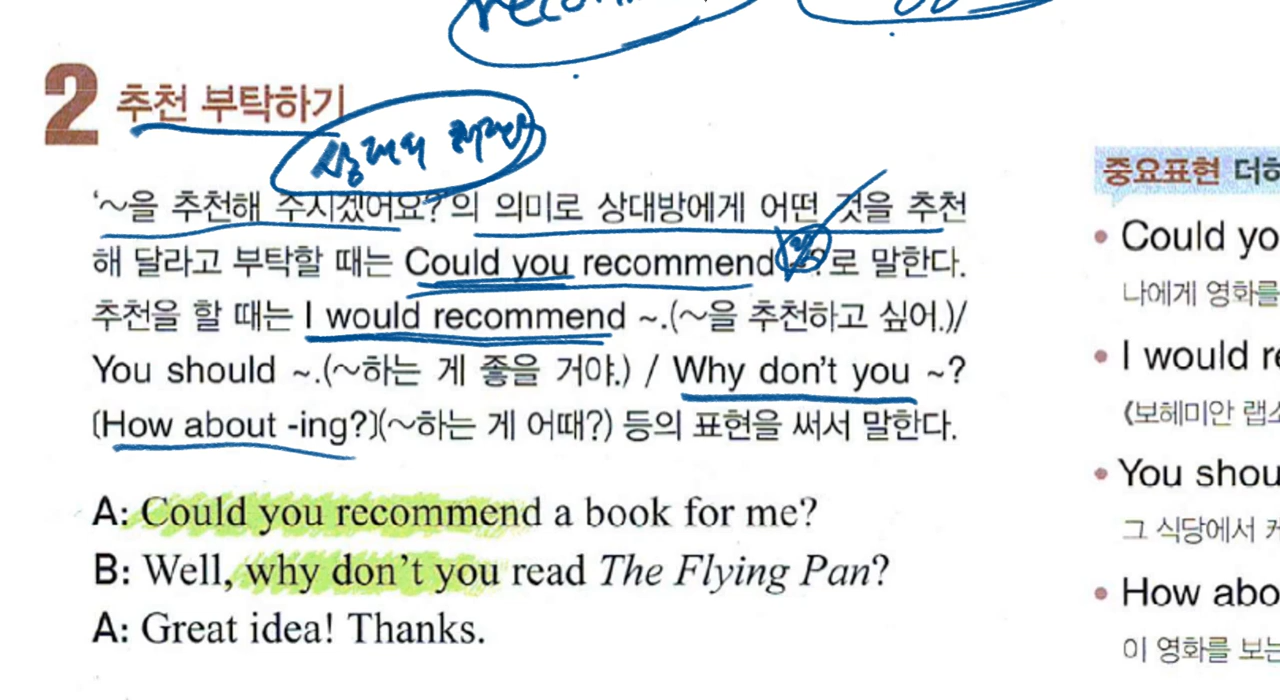 recomm
2 추천 부탁하기
상대의
'~을 추천해 주시겠어요?'의 의미로 상대방에게 어떤 것을 추천
해 달라고 부탁할 때는 Could you recommend ~?로 말한다.
추천을 할 때는 I would recommend ~.(~을 추천하고 싶어.)/
You should ~.(~하는 게 좋을 거야.) / Why don't you ~?
(How about -ing?)(~하는 게 어때?) 등의 표현을 써서 말한다.
A: Could you recommend a book for me?
B: Well, why don't you read The Flying Pan?
A: Great idea! Thanks.
중요표현 더하
• Could yo
나에게 영화를
• I would re
《보헤미안 랩소
• You shou
그 식당에서 커
• How abo
이 영화를 보는